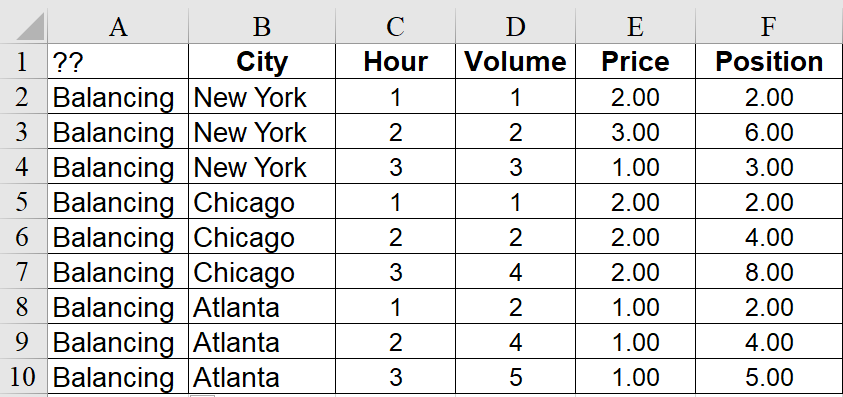 A B C D E F
1 ?? City Hour Volume Price Position
2 Balancing New York 1 1 2.00 2.00
3 Balancing New York 2 2 3.00 6.00
4 Balancing New York 3 3 1.00 3.00
5 Balancing Chicago 1 1 2.00 2.00
6 Balancing Chicago 2 2 2.00 4.00
7 Balancing Chicago 3 4 2.00 8.00
8 Balancing Atlanta 1 2 1.00 2.00
9 Balancing Atlanta 2 4 1.00 4.00
10 Balancing Atlanta 3 5 1.00 5.00